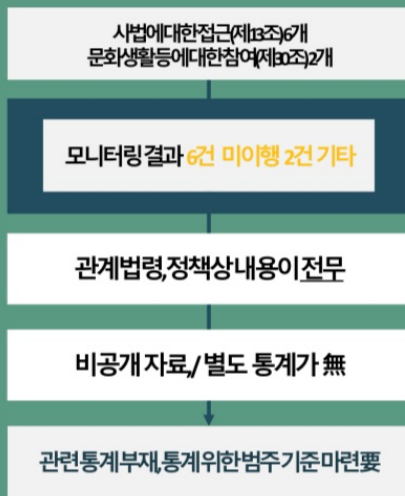 사법에대한접근(제13조)6개
문화생활등에대한참여(제30조)2개
모니터링 결과 6건 미이행 2건 기타
관계법령,정책상 내용이 전무
비공개 자료,/ 별도 통계가 無
관련 통계 부재, 통계 위한 범주 기준 마련 要